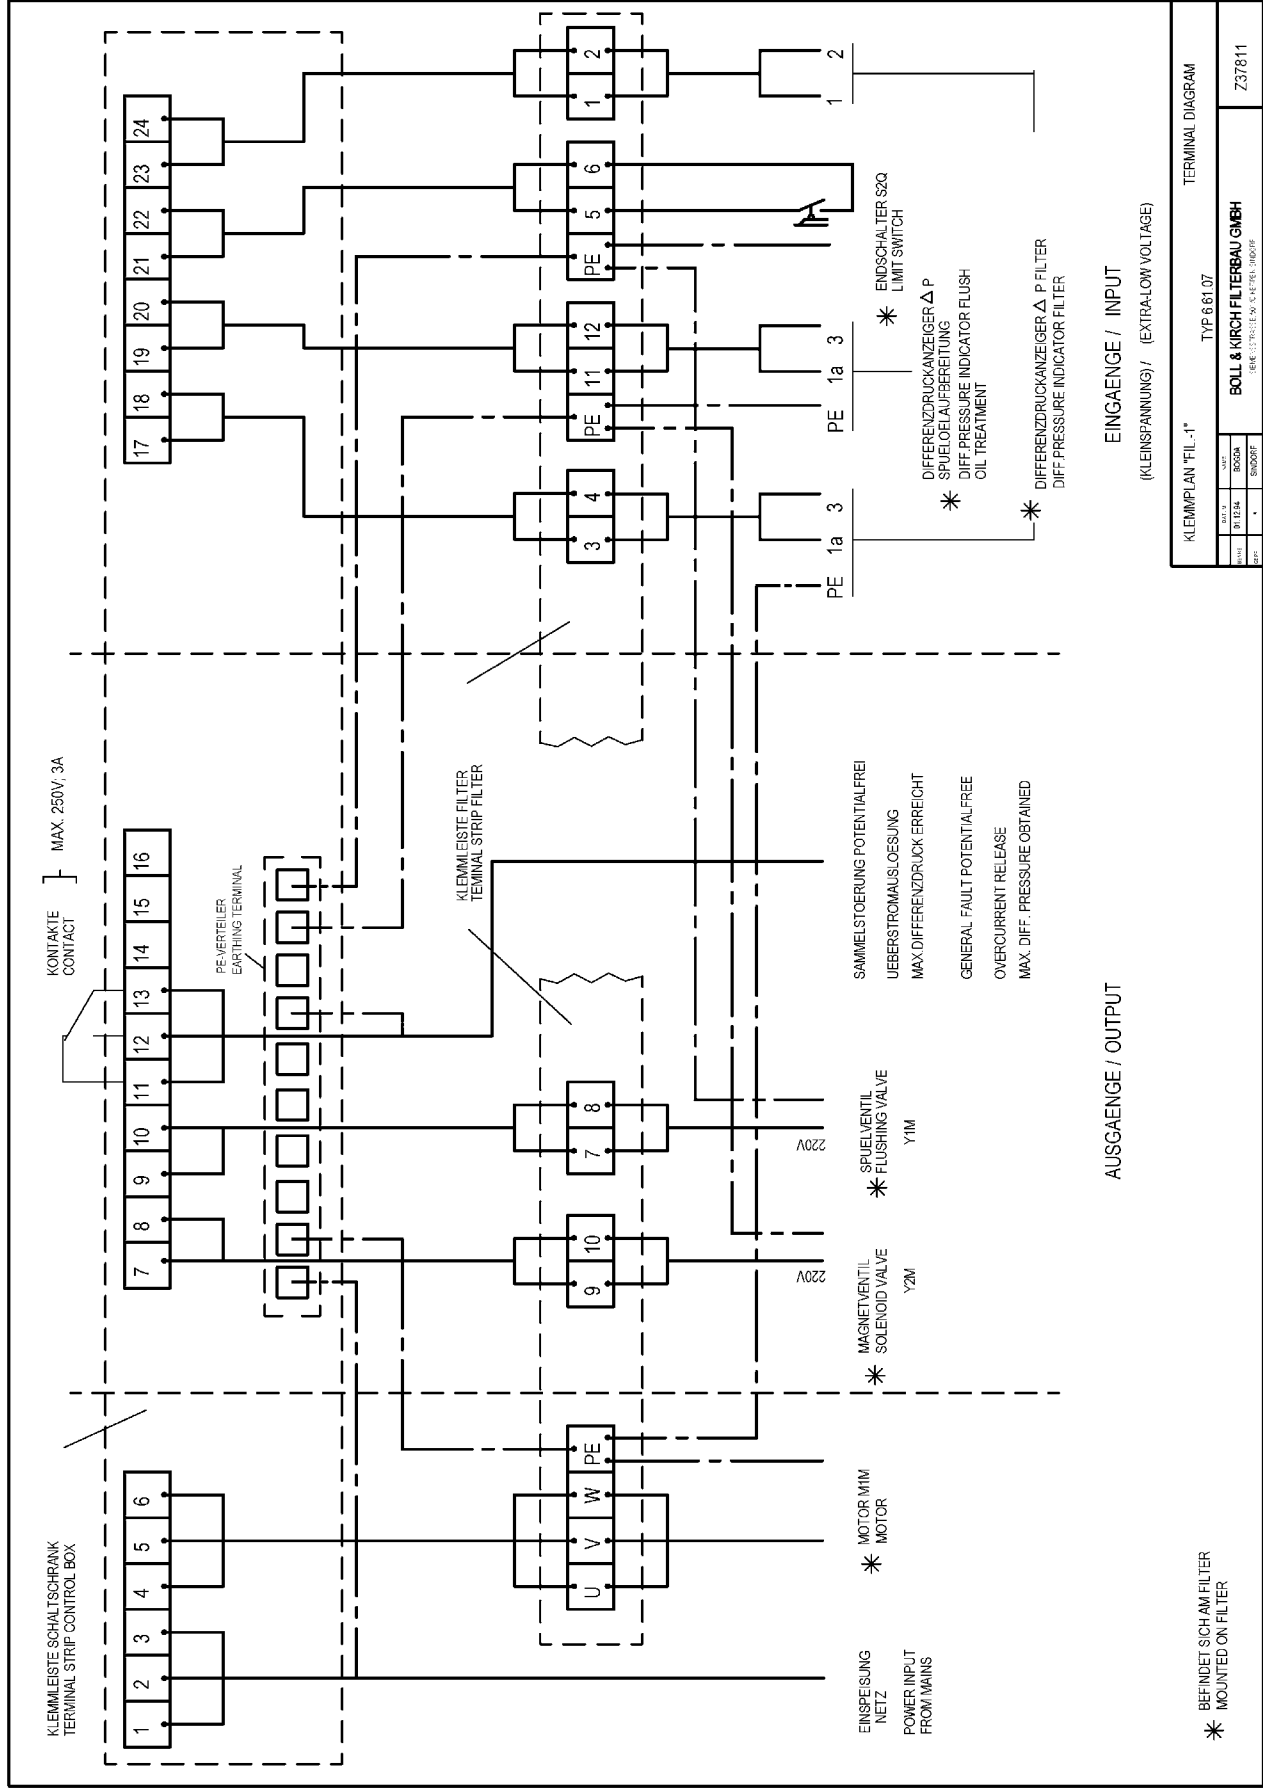 KLEMMLEISTE SCHALTSCHRANK
TERMINAL STRIP CONTROL BOX
KONTAKTE
CONTACT
MAX. 250V; 3A
1 2 3 4 5 6
7 8 9 10 11 12 13 14 15 16
17 18 19 20 21 22 23 24
PE-VERTEILER
EARTHING TERMINAL
KLEMMLEISTE FILTER
TEMINAL STRIP FILTER
U V W PE
9 10
7 8
3 4
PE 11 12
PE 5 6
1 2
220V
220V
PE 1a 3
PE 1a 3
1 2
EINSPEISUNG
NETZ
POWER INPUT
FROM MAINS
MOTOR M1M
MOTOR
MAGNETVENTIL
SOLENOID VALVE
Y2M
SPUELVENTIL
FLUSHING VALVE
Y1M
SAMMELSTOERUNG POTENTIALFREI
UEBERSTROMAUSLOESUNG
MAX.DIFFERENZDRUCK ERREICHT
GENERAL FAULT POTENTIALFREE
OVERCURRENT RELEASE
MAX. DIFF. PRESSURE OBTAINED
ENDSCHALTER S2Q
LIMIT SWITCH
DIFFERENZDRUCKANZEIGER Δ P
SPUELOELAUFBEREITUNG
DIFF.PRESSURE INDICATOR FLUSH
OIL TREATMENT
DIFFERENZDRUCKANZEIGER Δ P FILTER
DIFF.PRESSURE INDICATOR FILTER
AUSGAENGE / OUTPUT
EINGAENGE / INPUT
(KLEINSPANNUNG) / (EXTRA-LOW VOLTAGE)
BEFINDET SICH AM FILTER
MOUNTED ON FILTER
KLEMMPLAN "FIL.-1"
TERMINAL DIAGRAM
TYP 6.61.07
01.12.94 BOGDA
SINDORF
BOLL & KIRCH FILTERBAU GMBH
Z37811